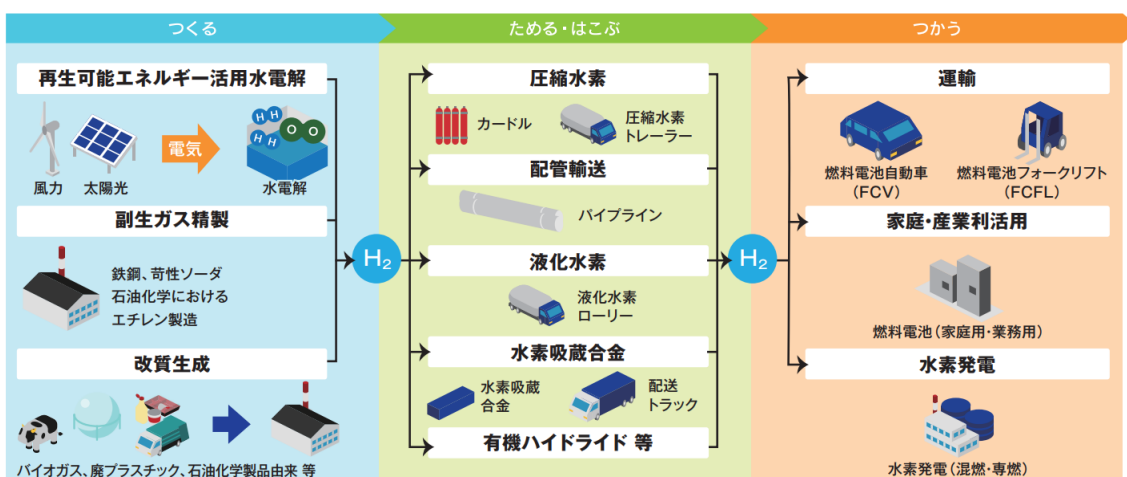 つくる
ためる・はこぶ
つかう
再生可能エネルギー活用水電解
風力
太陽光
電気
H H
H H
O O
水電解
副生ガス精製
鉄鋼、苛性ソーダ
石油化学における
エチレン製造
改質生成
バイオガス、廃プラスチック、石油化学製品由来 等
H2
圧縮水素
カードル
圧縮水素
トレーラー
配管輸送
パイプライン
液化水素
液化水素
ローリー
水素吸蔵合金
水素吸蔵
合金
配送
トラック
有機ハイドライド 等
H2
運輸
燃料電池自動車
(FCV)
燃料電池フォークリフト
(FCFL)
家庭・産業利活用
燃料電池(家庭用・業務用)
水素発電
水素発電(混燃・専燃)